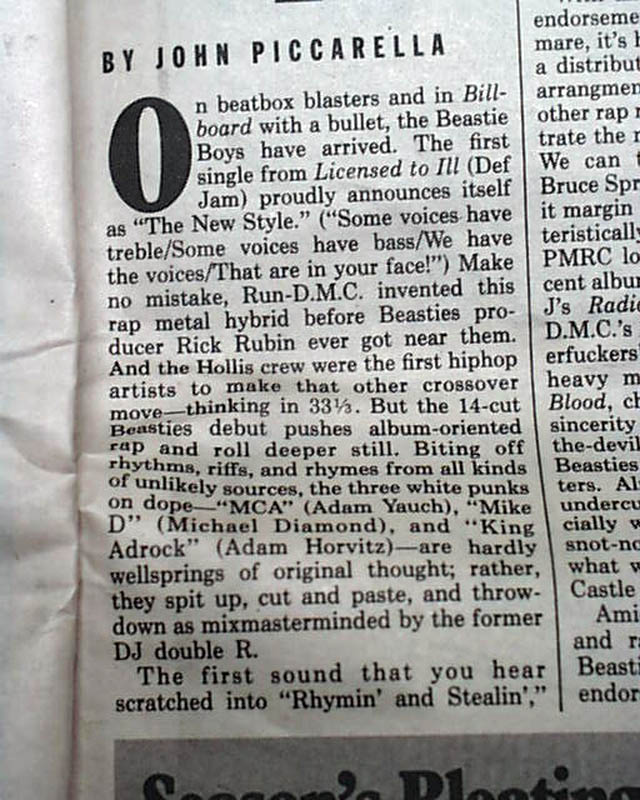 BY JOHN PICCARELLA
On beatbox blasters and in Bill-
board with a bullet, the Beastie
Boys have arrived. The first
single from Licensed to Ill (Def
Jam) proudly announces itself
as "The New Style." ("Some voices have
treble/Some voices have bass/We have
the voices/That are in your face!") Make
no mistake, Run-D.M.C. invented this
rap metal hybrid before Beasties pro-
ducer Rick Rubin ever got near them.
And the Hollis crew were the first hiphop
artists to make that other crossover
move—thinking in 33⅓. But the 14-cut
Beasties debut pushes album-oriented
rap and roll deeper still. Biting off
rhythms, riffs, and rhymes from all kinds
of unlikely sources, the three white punks
on dope—"MCA" (Adam Yauch), "Mike
D" (Michael Diamond), and "King
Adrock" (Adam Horvitz)—are hardly
wellsprings of original thought; rather,
they spit up, cut and paste, and throw-
down as mixmasterminded by the former
DJ double R.
The first sound that you hear
scratched into "Rhymin' and Stealin',"
endorseme
mare, it's
a distribut
arrangmen
other rap
trate the
We can
Bruce Spr
it margin
teristically
PMRC lo
cent albu
J's Radi
D.M.C.'s
erfuckers'
heavy m
Blood, ch
sincerity
the-devil
Beasties
ters. Al
undercu
cially w
snot-no
what w
Castle
Ami
and r
Beasti
endor
Season's Bleating